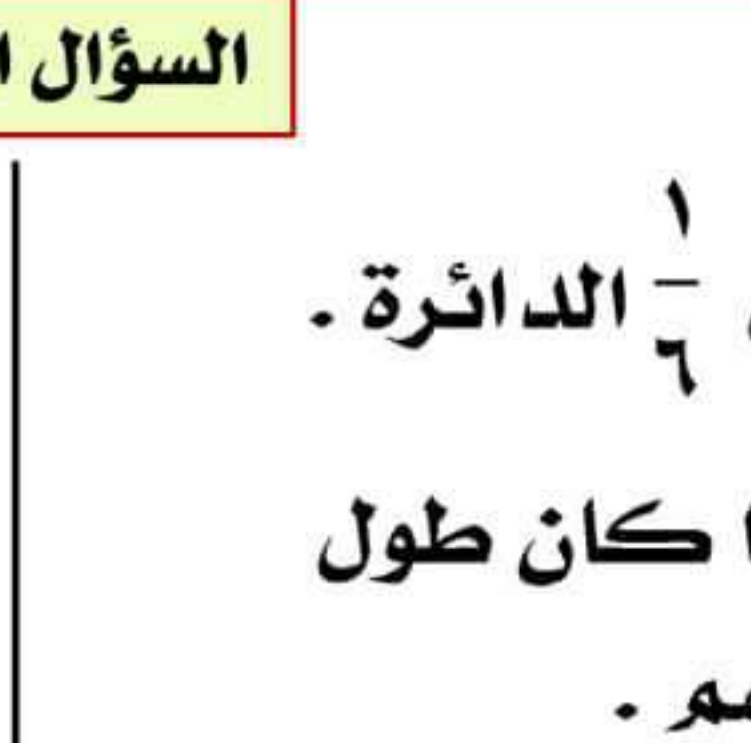 السؤال
١
٦
الدائرة .
كان طول